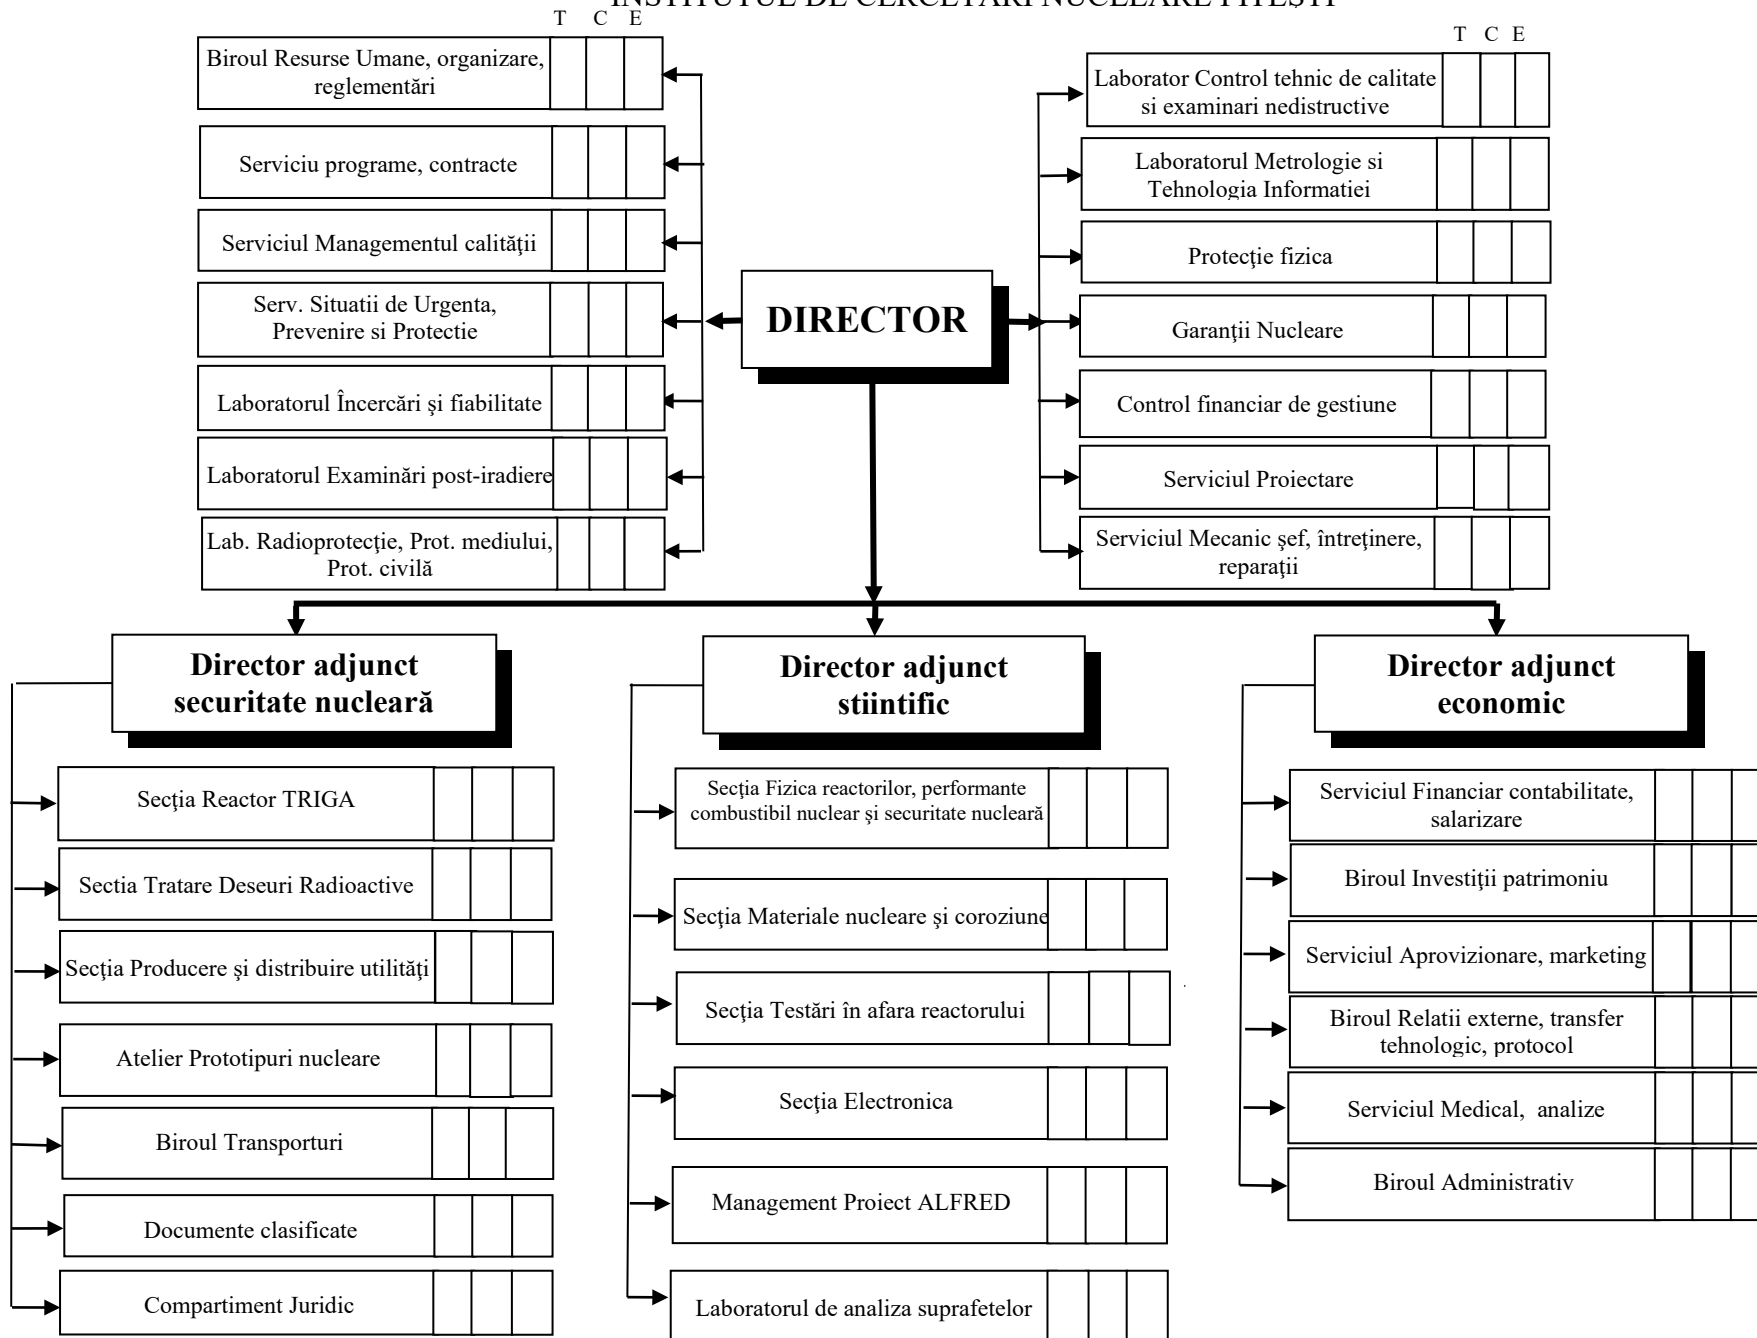 INSTITUTUL DE CERCETĂRI NUCLEARE PITEŞTI
T C E
Biroul Resurse Umane, organizare,
reglementări
Serviciu programe, contracte
Serviciul Managementul calităţii
Serv. Situatii de Urgenta,
Prevenire si Protectie
Laboratorul Încercări şi fiabilitate
Laboratorul Examinări post-iradiere
Lab. Radioprotecţie, Prot. mediului,
Prot. civilă
DIRECTOR
T C E
Laborator Control tehnic de calitate
si examinari nedistructive
Laboratorul Metrologie si
Tehnologia Informatiei
Protecţie fizica
Garanţii Nucleare
Control financiar de gestiune
Serviciul Proiectare
Serviciul Mecanic şef, întreţinere,
reparaţii
Director adjunct
securitate nucleară
Secţia Reactor TRIGA
Sectia Tratare Deseuri Radioactive
Secţia Producere şi distribuire utilităţi
Atelier Prototipuri nucleare
Biroul Transporturi
Documente clasificate
Compartiment Juridic
Director adjunct
stiintific
Secţia Fizica reactorilor, performante
combustibil nuclear şi securitate nucleară
Secţia Materiale nucleare şi coroziune
Secţia Testări în afara reactorului
Secţia Electronica
Management Proiect ALFRED
Laboratorul de analiza suprafetelor
Director adjunct
economic
Serviciul Financiar contabilitate,
salarizare
Biroul Investiţii patrimoniu
Serviciul Aprovizionare, marketing
Biroul Relatii externe, transfer
tehnologic, protocol
Serviciul Medical, analize
Biroul Administrativ